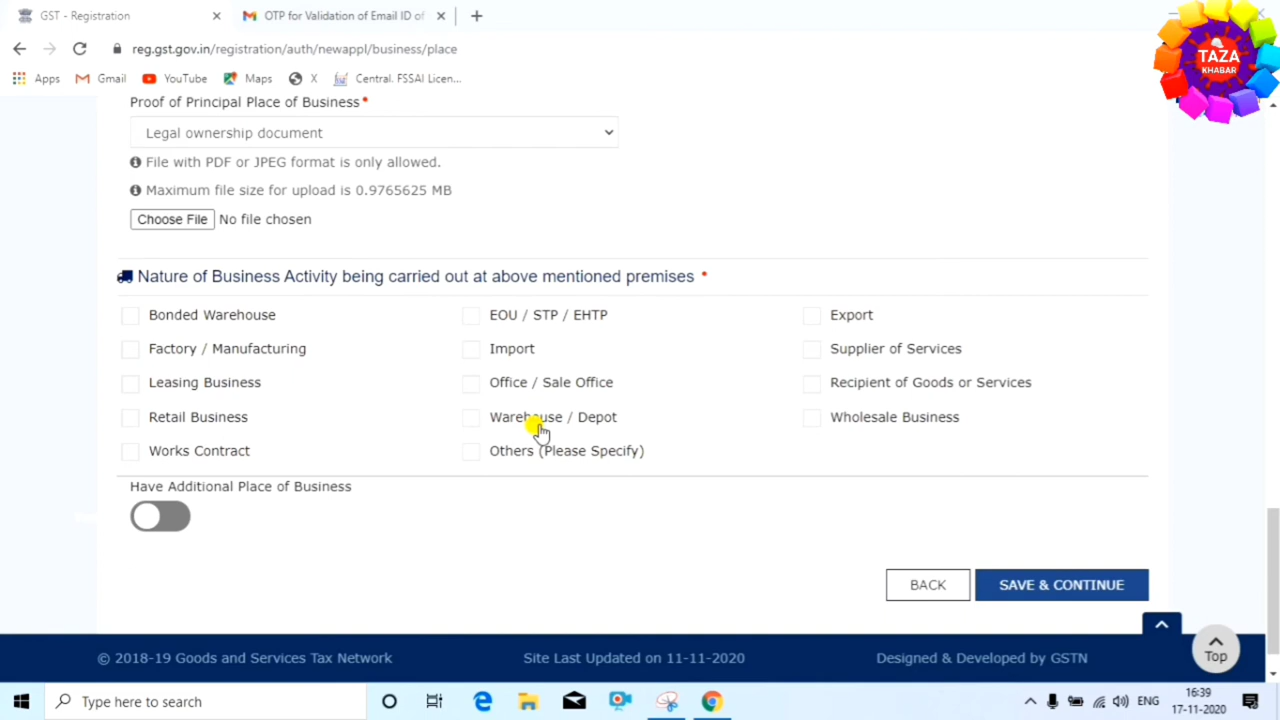 GST - Registration
OTP for Validation of Email ID of
reg.gst.gov.in/registration/auth/newappl/business/place
Apps Gmail YouTube Maps X Central. FSSAI Licen...
TAZA
KHABAR
Proof of Principal Place of Business*
Legal ownership document
File with PDF or JPEG format is only allowed.
Maximum file size for upload is 0.9765625 MB
Choose File No file chosen
Nature of Business Activity being carried out at above mentioned premises *
Bonded Warehouse EOU / STP / EHTP Export
Factory / Manufacturing Import Supplier of Services
Leasing Business Office / Sale Office Recipient of Goods or Services
Retail Business Warehouse / Depot Wholesale Business
Works Contract Others (Please Specify)
Have Additional Place of Business
BACK SAVE & CONTINUE
© 2018-19 Goods and Services Tax Network Site Last Updated on 11-11-2020 Designed & Developed by GSTN
Top
Type here to search
ENG
16:39
17-11-2020